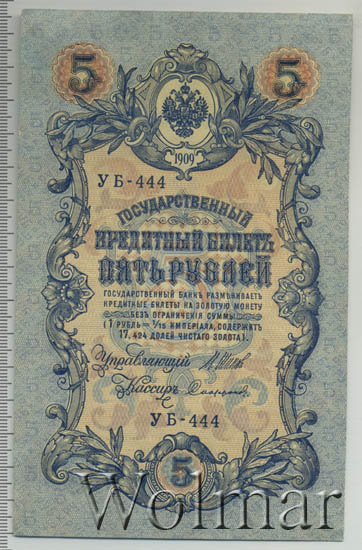 5 5
1909
УБ-444
ГОСУДАРСТВЕННЫЙ
КРЕДИТНЫЙ БИЛЕТЪ
ПЯТЬ РУБЛЕЙ
ГОСУДАРСТВЕННЫЙ БАНКЪ РАЗМѢНИВАЕТЪ
КРЕДИТНЫЕ БИЛЕТЫ НА ЗОЛОТУЮ МОНЕТУ
БЕЗЪ ОГРАНИЧЕНІЯ СУММЫ
(1 РУБЛЬ = 1/15 ИМПЕРІАЛА, СОДЕРЖИТЪ
17,424 ДОЛЕЙ ЧИСТАГО ЗОЛОТА).
Управляющій
Кассиръ
УБ-444
5
Wolmar